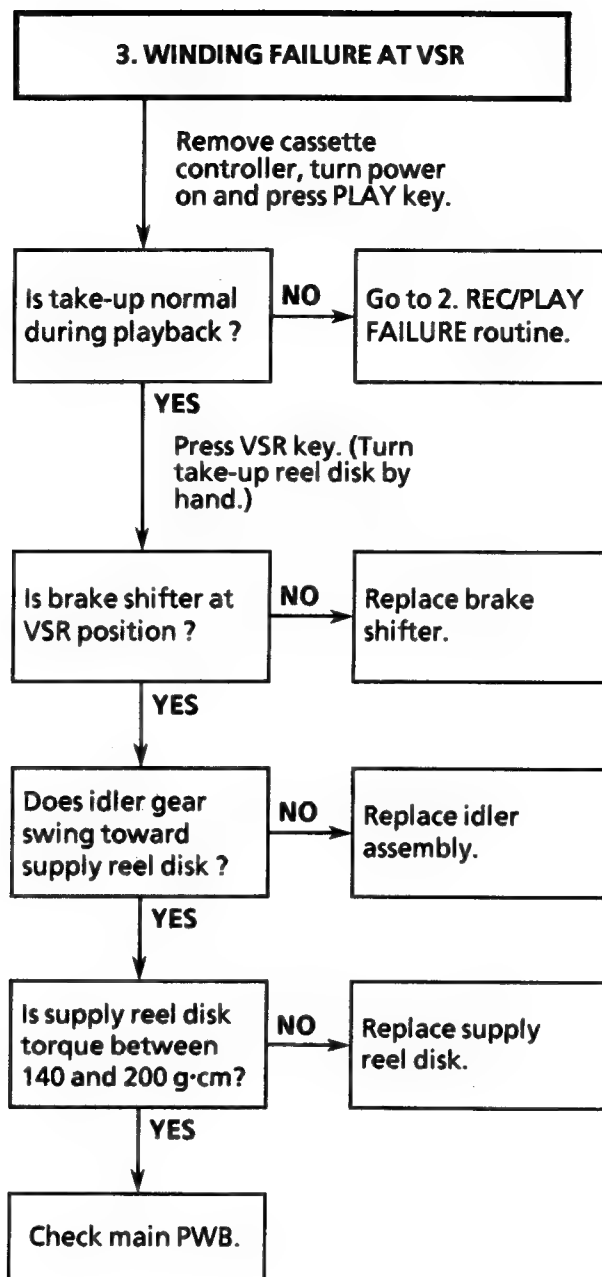 3. WINDING FAILURE AT VSR
Remove cassette
controller, turn power
on and press PLAY key.
Is take-up normal
during playback ?
NO
Go to 2. REC/PLAY
FAILURE routine.
YES
Press VSR key. (Turn
take-up reel disk by
hand.)
Is brake shifter at
VSR position ?
NO
Replace brake
shifter.
YES
Does idler gear
swing toward
supply reel disk ?
NO
Replace idler
assembly.
YES
Is supply reel disk
torque between
140 and 200 g·cm?
NO
Replace supply
reel disk.
YES
Check main PWB.